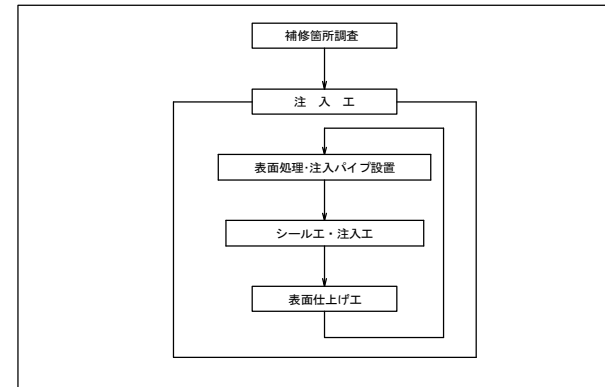 補修箇所調査
注　入　工
表面処理･注入パイプ設置
シール工・注入工
表面仕上げ工